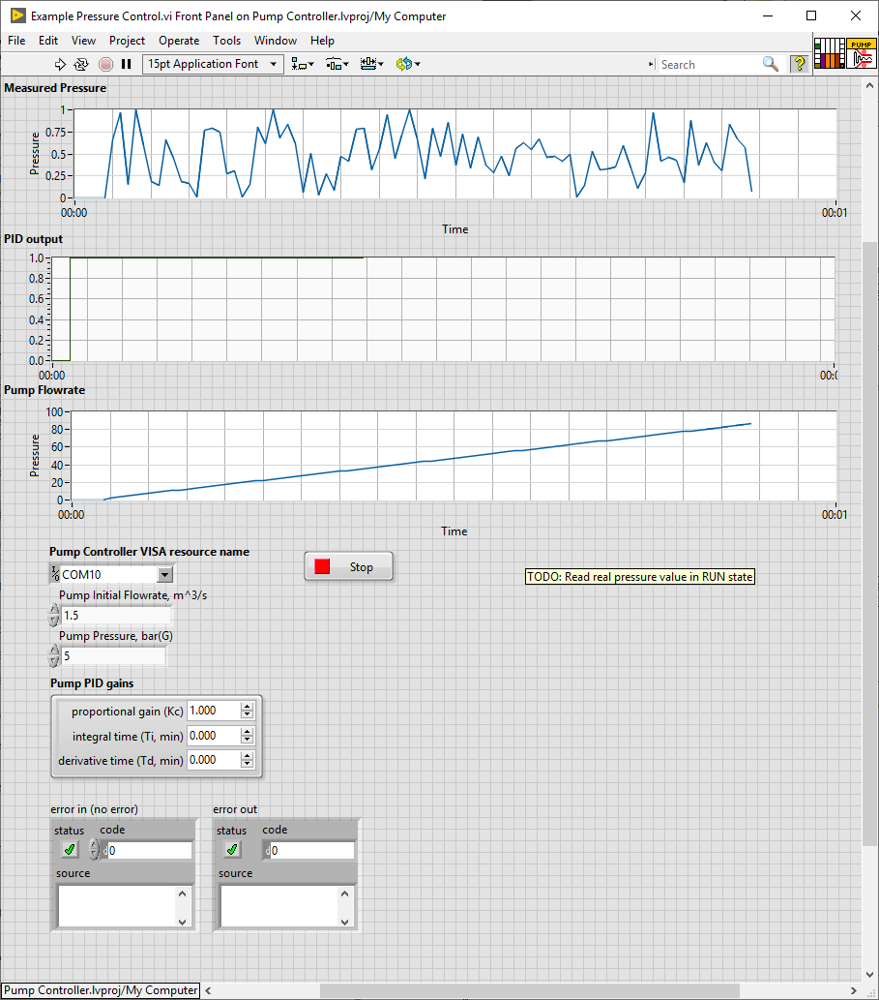 Example Pressure Control.vi Front Panel on Pump Controller.lvproj/My Computer
File Edit View Project Operate Tools Window Help
15pt Application Font
Search
?
PUMP
Measured Pressure
Pressure
1
0.75
0.5
0.25
0
00:00 00:01
Time
PID output
1.0
0.8
0.6
0.4
0.2
0.0
00:00 00:0
Pump Flowrate
Pressure
100
80
60
40
20
0
00:00 00:01
Time
Pump Controller VISA resource name
COM10
Stop
TODO: Read real pressure value in RUN state
Pump Initial Flowrate, m^3/s
1.5
Pump Pressure, bar(G)
5
Pump PID gains
proportional gain (Kc) 1.000
integral time (Ti, min) 0.000
derivative time (Td, min) 0.000
error in (no error) error out
status code status code
d0 d0
source source
Pump Controller.lvproj/My Computer